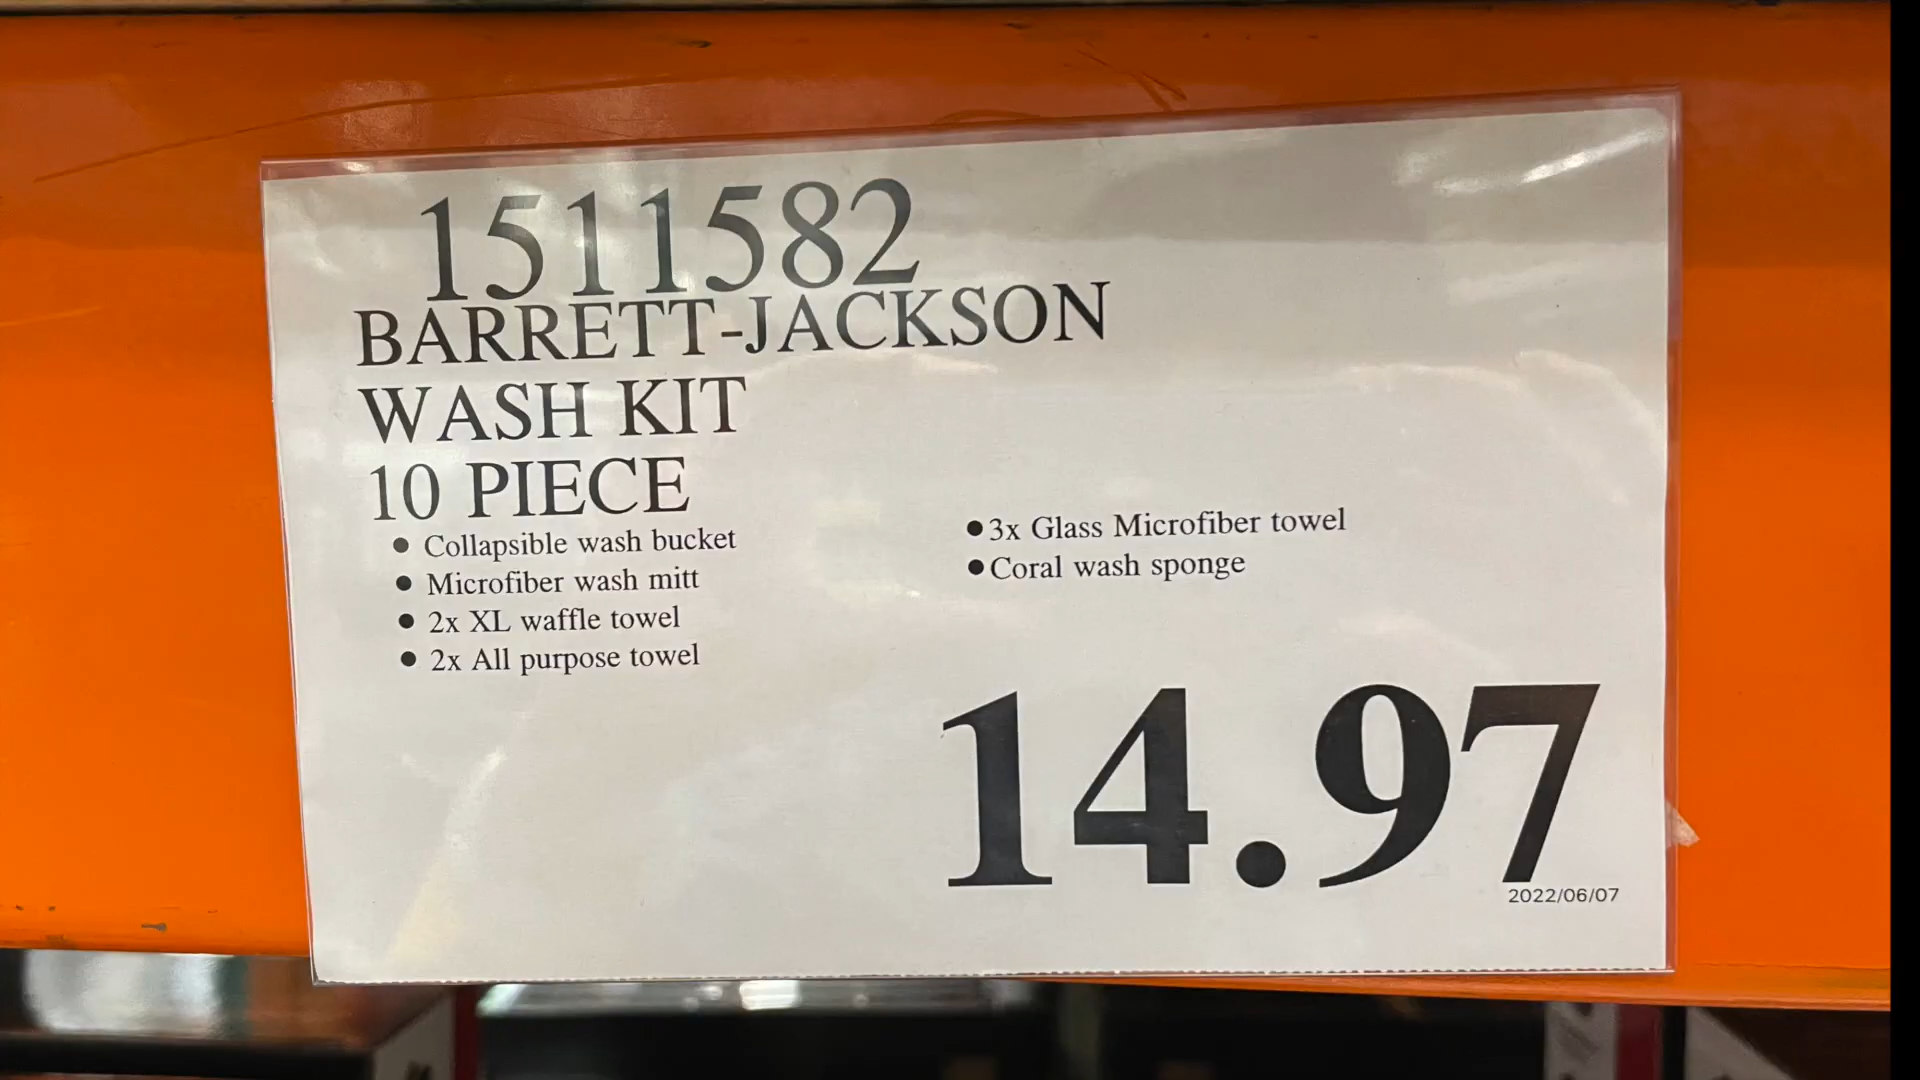 1511582
BARRETT-JACKSON
WASH KIT
10 PIECE
● Collapsible wash bucket
● Microfiber wash mitt
● 2x XL waffle towel
● 2x All purpose towel
●3x Glass Microfiber towel
●Coral wash sponge
14.97
2022/06/07